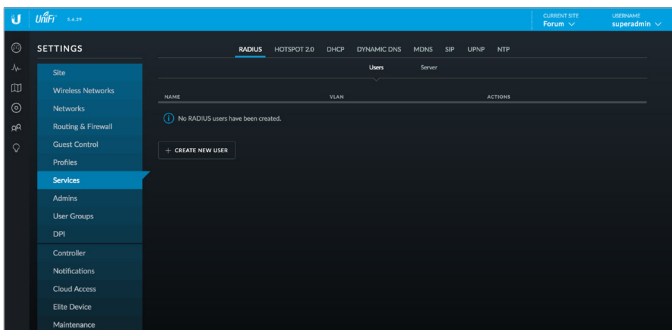 UniFi 5.6.29
CURRENT SITE
Forum
USERNAME
superadmin
SETTINGS
RADIUS HOTSPOT 2.0 DHCP DYNAMIC DNS MDNS SIP UPNP NTP
Users Server
Site
Wireless Networks
Networks
Routing & Firewall
Guest Control
Profiles
Services
Admins
User Groups
DPI
Controller
Notifications
Cloud Access
Elite Device
Maintenance
NAME VLAN ACTIONS
No RADIUS users have been created.
+ CREATE NEW USER